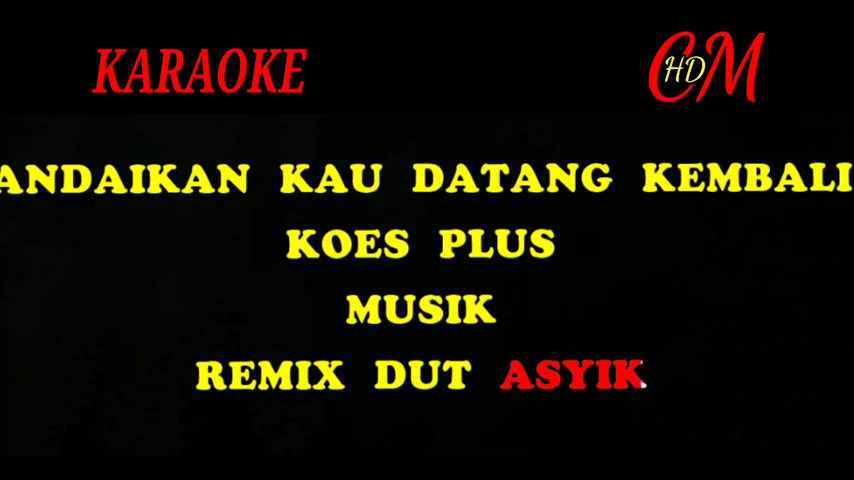 KARAOKE
CHDM
ANDAIKAN KAU DATANG KEMBALI
KOES PLUS
MUSIK
REMIX DUT ASYIK